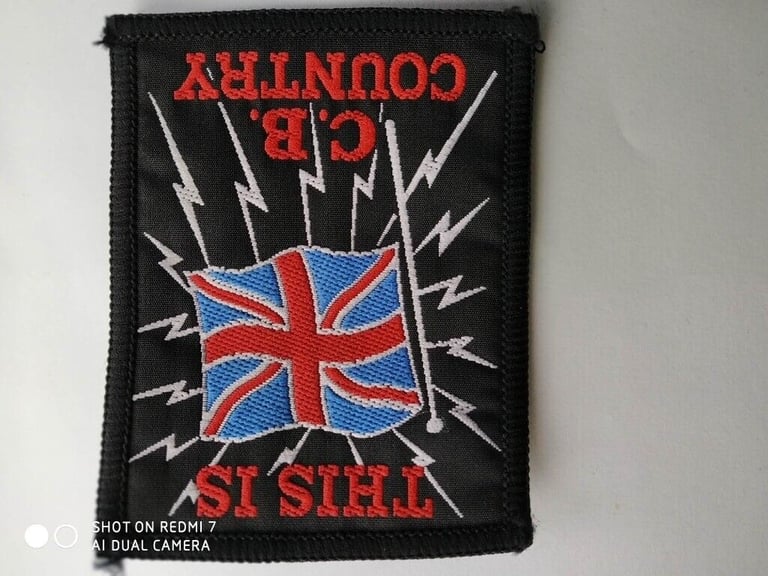 THIS IS
C.B.
COUNTRY
SHOT ON REDMI 7
AI DUAL CAMERA